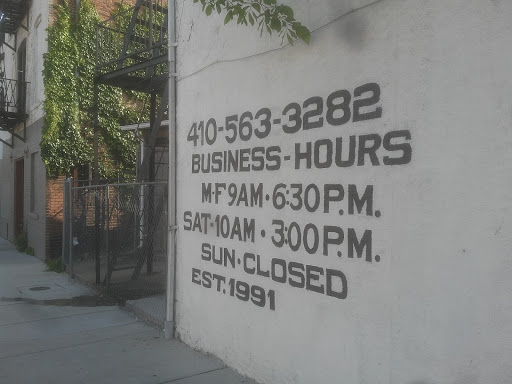 410-563-3282
BUSINESS-HOURS
M-F 9AM • 6:30P.M.
SAT-10AM • 3:00P.M.
SUN • CLOSED
EST. 1991